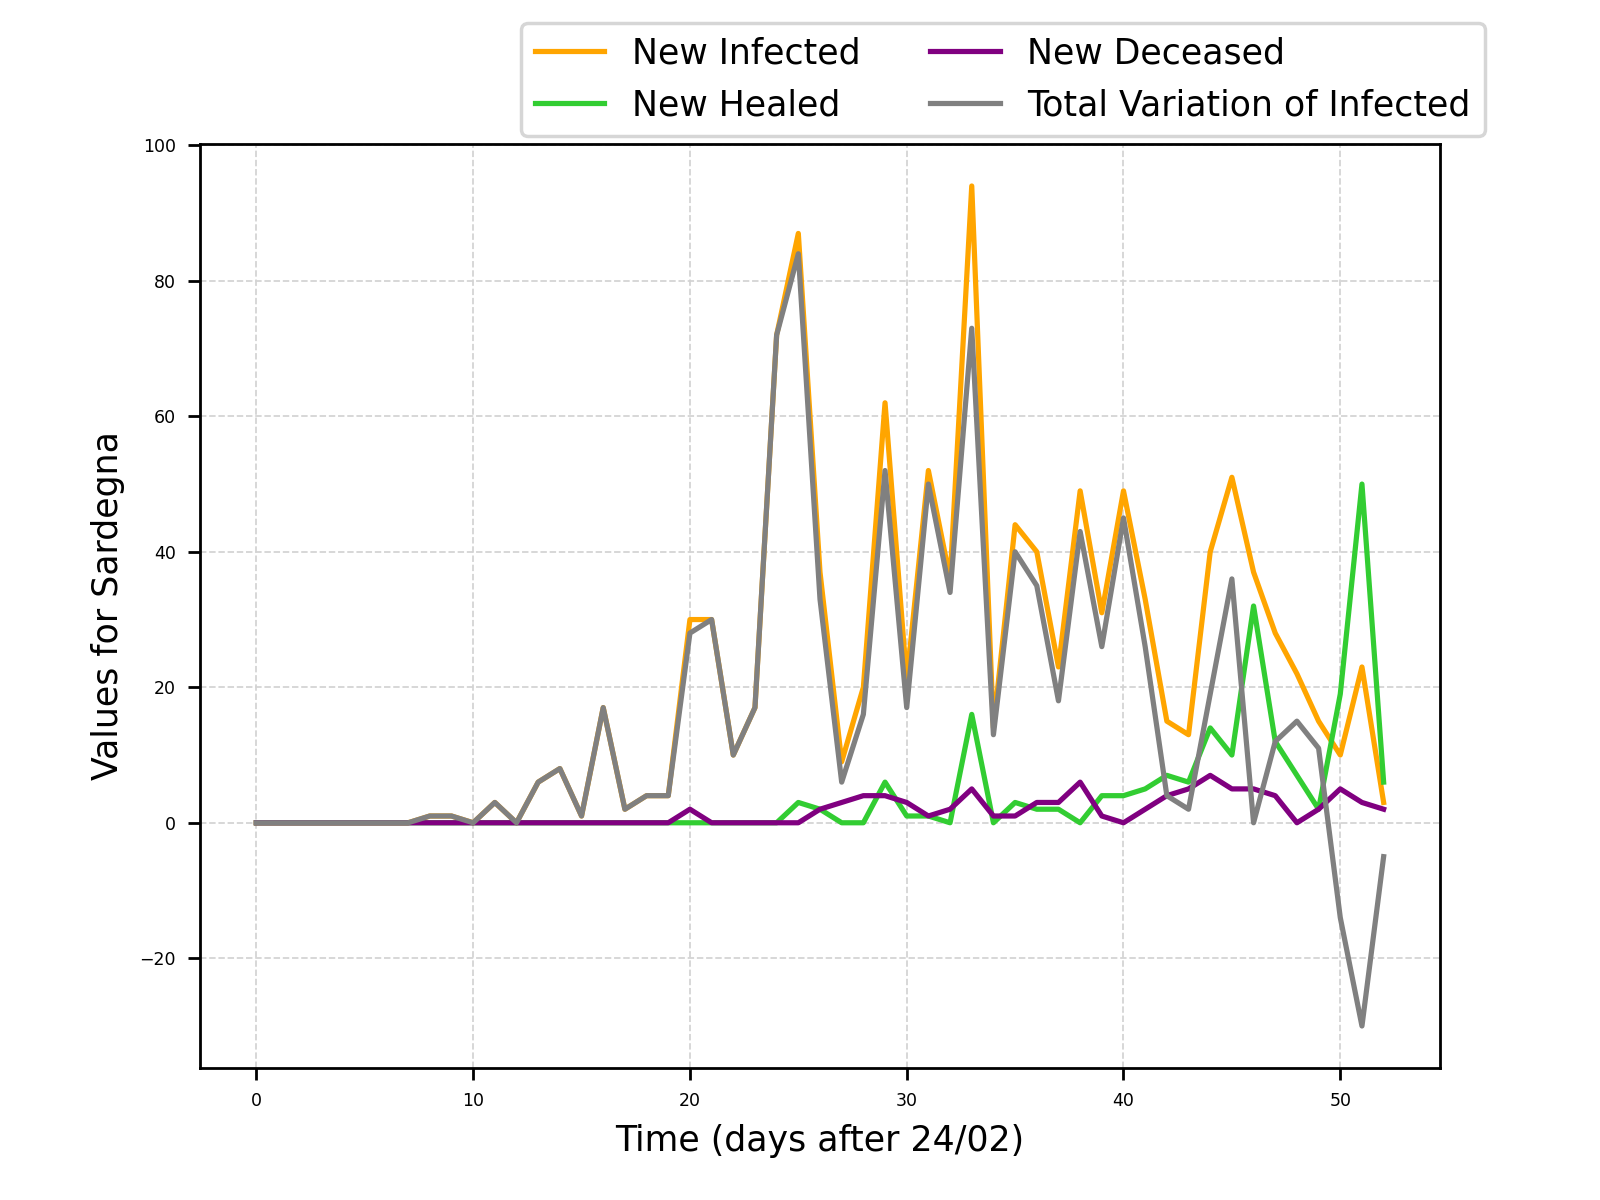 New Infected
New Healed
New Deceased
Total Variation of Infected
100
80
60
40
20
0
−20
Values for Sardegna
0 10 20 30 40 50
Time (days after 24/02)